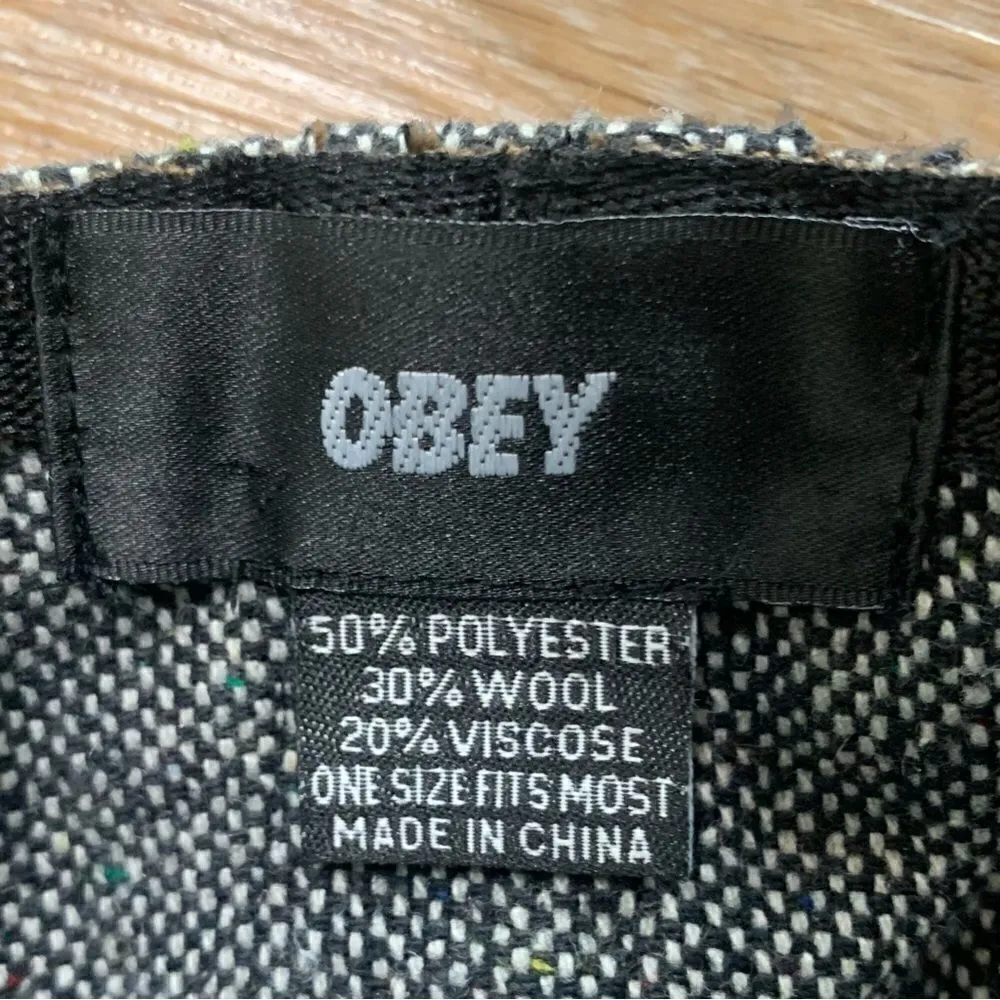 OBEY
50% POLYESTER
30% WOOL
20% VISCOSE
ONE SIZE FITS MOST
MADE IN CHINA